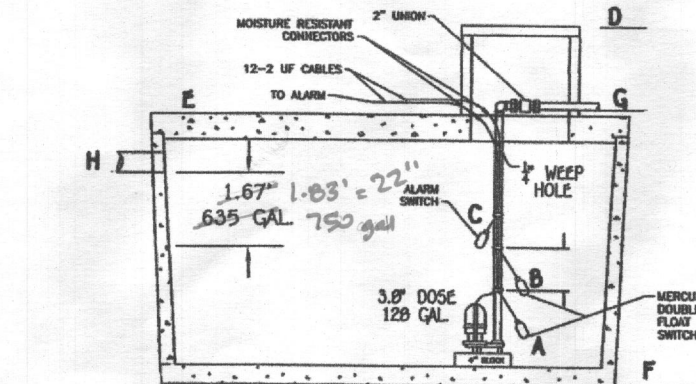 MOISTURE RESISTANT
CONNECTORS
2" UNION
D
12-2 UF CABLES
TO ALARM
E
G
H
1.67' 1.83' = 22"
635 GAL. 750 gall
ALARM
SWITCH
C
1/4" WEEP
HOLE
B
3.0" DOSE
128 GAL.
MERCU
DOUBLE
FLOAT
SWITCH
A
4" BLOCK
F